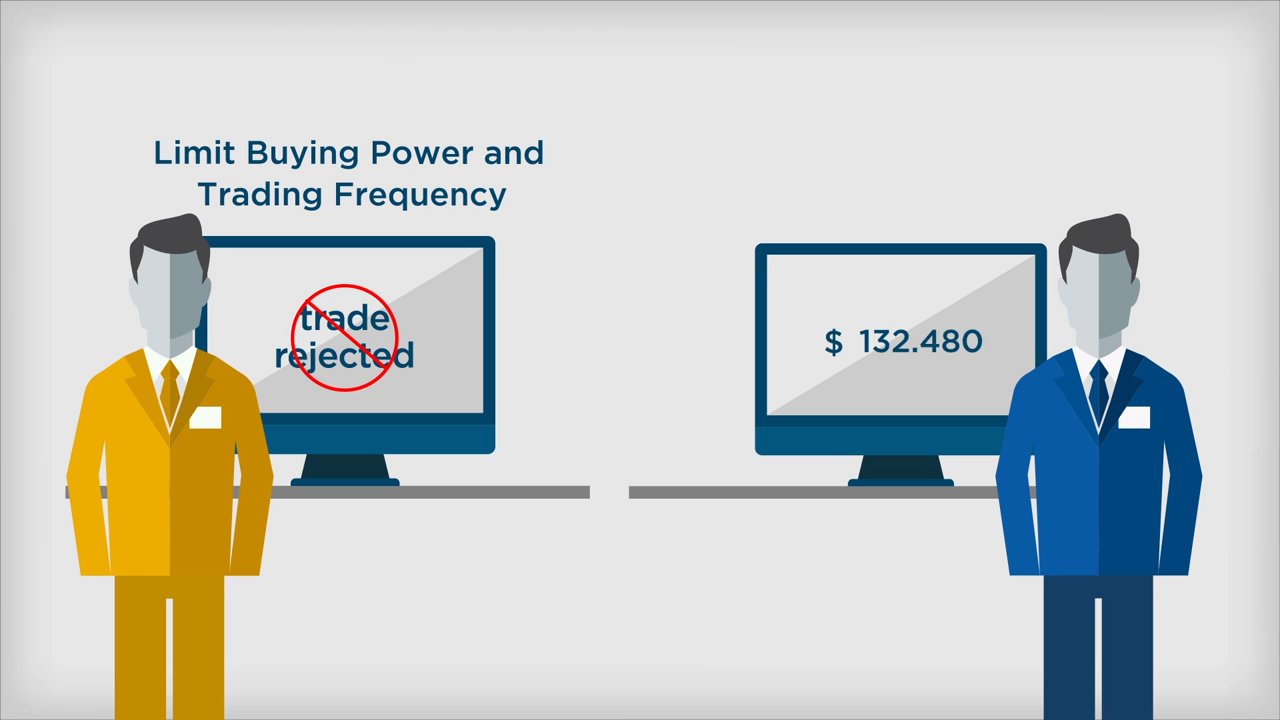 Limit Buying Power and
Trading Frequency
trade
rejected
$ 132.480